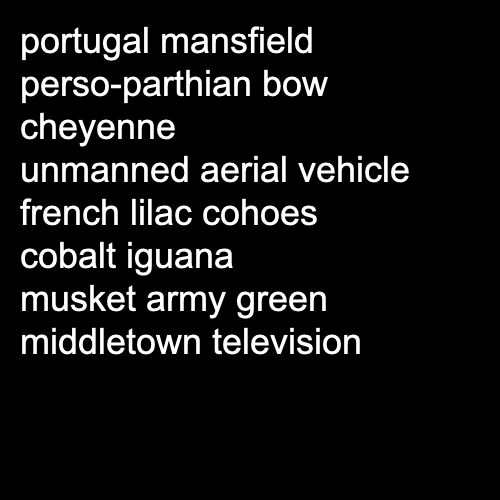 portugal mansfield
perso-parthian bow
cheyenne
unmanned aerial vehicle
french lilac cohoes
cobalt iguana
musket army green
middletown television